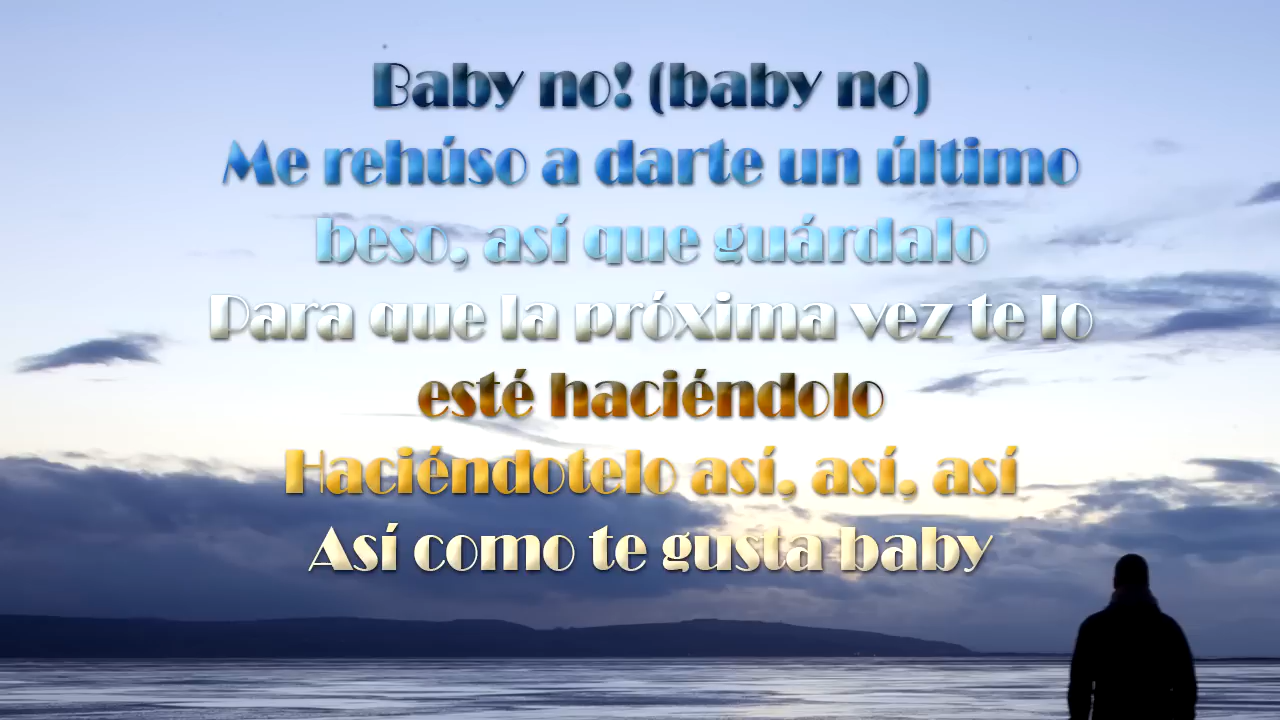 Baby no! (baby no)
Me rehúso a darte un último
beso, así que guárdalo
Para que la próxima vez te lo
esté haciéndolo
Haciéndotelo así, así, así
Así como te gusta baby